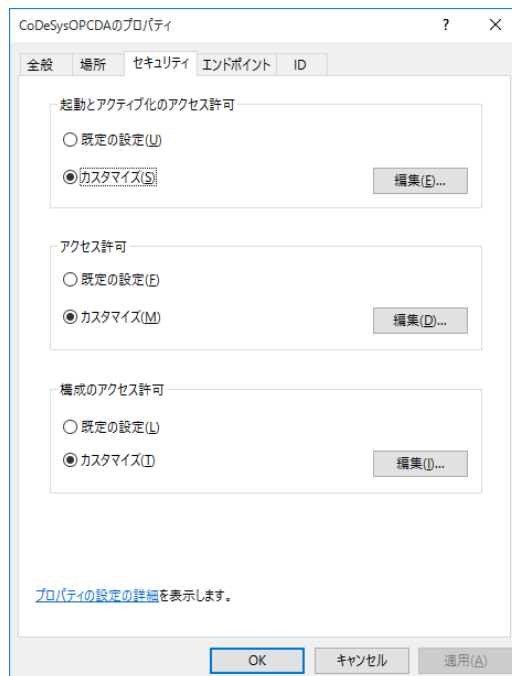 CoDeSysOPCDAのプロパティ ? ×
全般 場所 セキュリティ エンドポイント ID
起動とアクティブ化のアクセス許可
既定の設定(U)
カスタマイズ(S)
編集(E)...
アクセス許可
既定の設定(F)
カスタマイズ(M)
編集(D)...
構成のアクセス許可
既定の設定(L)
カスタマイズ(T)
編集(I)...
プロパティの設定の詳細を表示します。
OK キャンセル 適用(A)